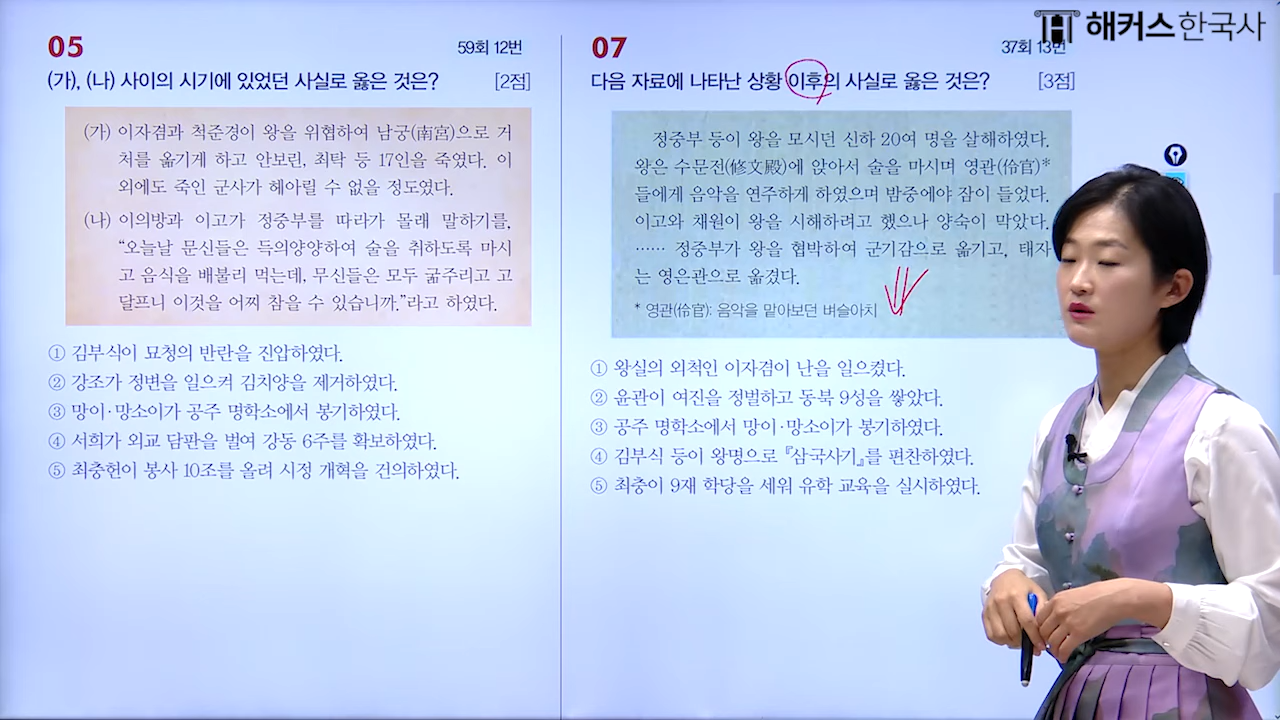 해커스한국사
05
59회 12번
(가), (나) 사이의 시기에 있었던 사실로 옳은 것은? [2점]
(가) 이자겸과 척준경이 왕을 위협하여 남궁(南宮)으로 거
처를 옮기게 하고 안보린, 최탁 등 17인을 죽였다. 이
외에도 죽인 군사가 헤아릴 수 없을 정도였다.
(나) 이의방과 이고가 정중부를 따라가 몰래 말하기를,
“오늘날 문신들은 득의양양하여 술을 취하도록 마시
고 음식을 배불리 먹는데, 무신들은 모두 굶주리고 고
달프니 이것을 어찌 참을 수 있습니까.”라고 하였다.
① 김부식이 묘청의 반란을 진압하였다.
② 강조가 정변을 일으켜 김치양을 제거하였다.
③ 망이·망소이가 공주 명학소에서 봉기하였다.
④ 서희가 외교 담판을 벌여 강동 6주를 확보하였다.
⑤ 최충헌이 봉사 10조를 올려 시정 개혁을 건의하였다.
07
37회 13번
다음 자료에 나타난 상황 이후의 사실로 옳은 것은? [3점]
정중부 등이 왕을 모시던 신하 20여 명을 살해하였다.
왕은 수문전(修文殿)에 앉아서 술을 마시며 영관(伶官)*
들에게 음악을 연주하게 하였으며 밤중에야 잠이 들었다.
이고와 채원이 왕을 시해하려고 했으나 양숙이 막았다.
…… 정중부가 왕을 협박하여 군기감으로 옮기고, 태자
는 영은관으로 옮겼다.
* 영관(伶官): 음악을 맡아보던 벼슬아치
① 왕실의 외척인 이자겸이 난을 일으켰다.
② 윤관이 여진을 정벌하고 동북 9성을 쌓았다.
③ 공주 명학소에서 망이·망소이가 봉기하였다.
④ 김부식 등이 왕명으로 『삼국사기』를 편찬하였다.
⑤ 최충이 9재 학당을 세워 유학 교육을 실시하였다.